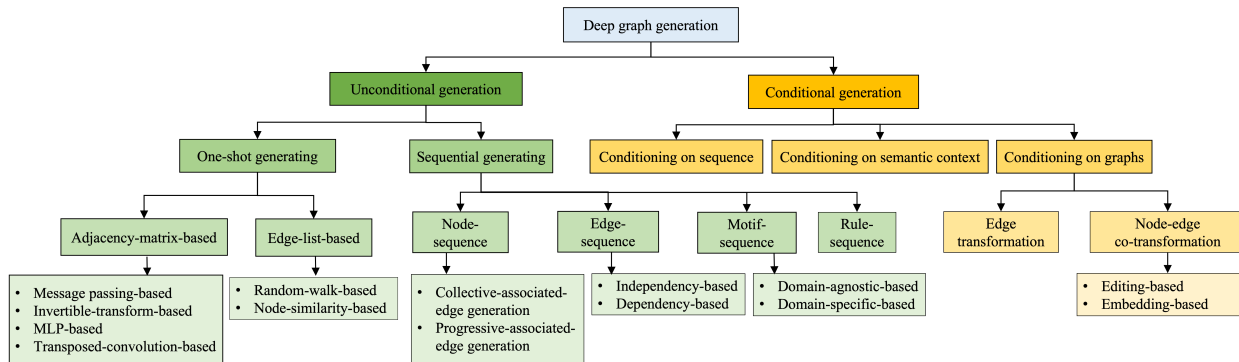 Deep graph generation
Unconditional generation
Conditional generation
One-shot generating
Sequential generating
Conditioning on sequence
Conditioning on semantic context
Conditioning on graphs
Adjacency-matrix-based
Edge-list-based
Node-
sequence
Edge-
sequence
Motif-
sequence
Rule-
sequence
Edge
transformation
Node-edge
co-transformation
• Message passing-based
• Invertible-transform-based
• MLP-based
• Transposed-convolution-based
• Random-walk-based
• Node-similarity-based
• Collective-associated-
edge generation
• Progressive-associated-
edge generation
• Independency-based
• Dependency-based
• Domain-agnostic-based
• Domain-specific-based
• Editing-based
• Embedding-based